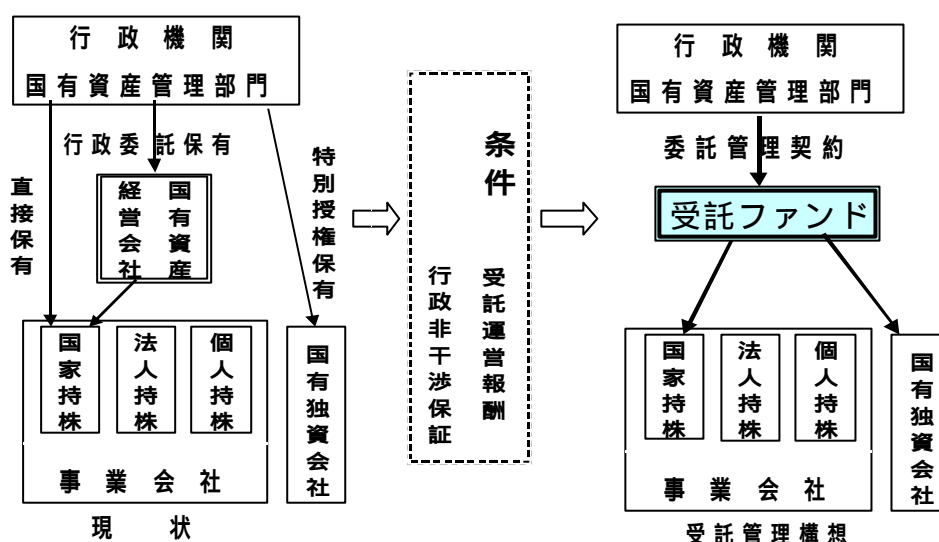 行政機関
国有資産管理部門
行政委託保有
直接保有
特別授権保有
国有資産
経営会社
国家持株
法人持株
個人持株
事業会社
国有独資会社
現状
条件
受託運営報酬
行政非干渉保証
行政機関
国有資産管理部門
委託管理契約
受託ファンド
国家持株
法人持株
個人持株
事業会社
国有独資会社
受託管理構想